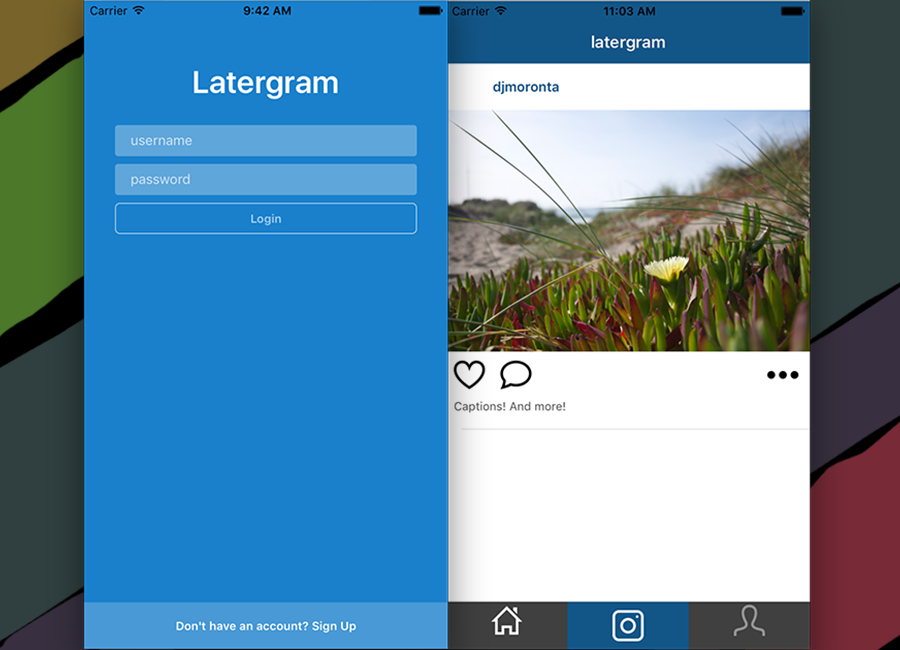 Carrier 9:42 AM
Latergram
username
password
Login
Don't have an account? Sign Up
Carrier 11:03 AM
latergram
djmoronta
Captions! And more!